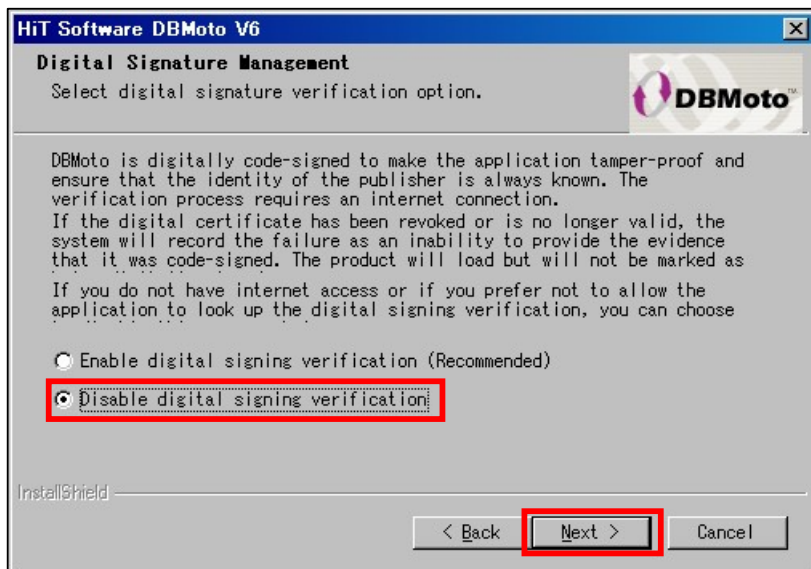 HiT Software DBMoto V6
Digital Signature Management
Select digital signature verification option.
DBMoto™
DBMoto is digitally code-signed to make the application tamper-proof and
ensure that the identity of the publisher is always known. The
verification process requires an internet connection.
If the digital certificate has been revoked or is no longer valid, the
system will record the failure as an inability to provide the evidence
that it was code-signed. The product will load but will not be marked as
If you do not have internet access or if you prefer not to allow the
application to look up the digital signing verification, you can choose
Enable digital signing verification (Recommended)
Disable digital signing verification
InstallShield
< Back Next > Cancel